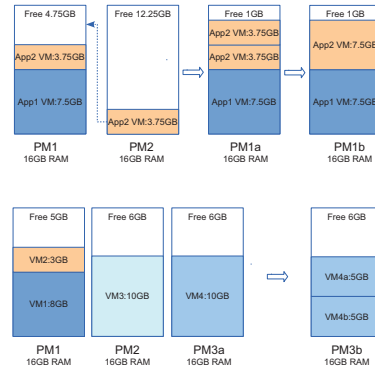 Free 4.75GB
App2 VM:3.75GB
App1 VM:7.5GB
PM1
16GB RAM
Free 12.25GB
App2 VM:3.75GB
PM2
16GB RAM
Free 1GB
App2 VM:3.75GB
App2 VM:3.75GB
App1 VM:7.5GB
PM1a
16GB RAM
Free 1GB
App2 VM:7.5GB
App1 VM:7.5GB
PM1b
16GB RAM
Free 5GB
VM2:3GB
VM1:8GB
PM1
16GB RAM
Free 6GB
VM3:10GB
PM2
16GB RAM
Free 6GB
VM4:10GB
PM3a
16GB RAM
Free 6GB
VM4a:5GB
VM4b:5GB
PM3b
16GB RAM